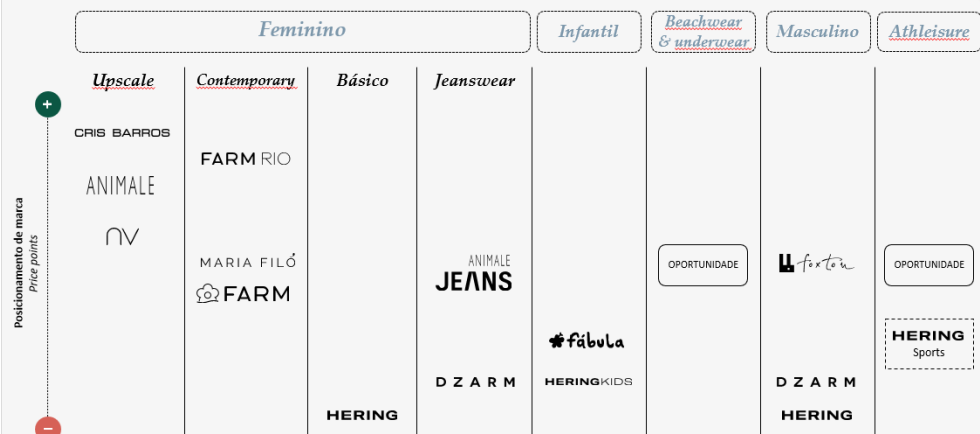 Feminino
Infantil
Beachwear
& underwear
Masculino
Athleisure
Upscale
Contemporary
Básico
Jeanswear
+
Posicionamento de marca
Price points
CRIS BARROS
ANIMALE
NV
FARM RIO
MARIA FILÓ
FARM
HERING
ANIMALE
JEANS
DZARM
fábula
HERINGKIDS
OPORTUNIDADE
foxton
DZARM
HERING
OPORTUNIDADE
HERING
Sports
−